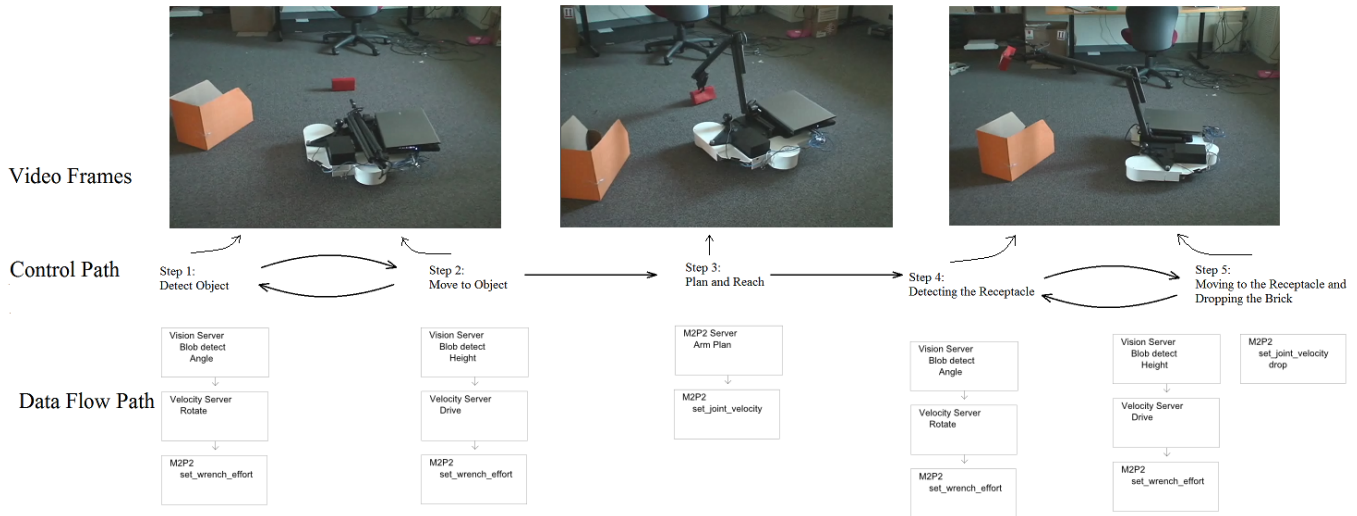 Video Frames
Control Path
Step 1:
Detect Object
Step 2:
Move to Object
Step 3:
Plan and Reach
Step 4:
Detecting the Receptacle
Step 5:
Moving to the Receptacle and
Dropping the Brick
Data Flow Path
Vision Server
Blob detect
Angle
Velocity Server
Rotate
M2P2
set_wrench_effort
Vision Server
Blob detect
Height
Velocity Server
Drive
M2P2
set_wrench_effort
M2P2 Server
Arm Plan
M2P2
set_joint_velocity
Vision Server
Blob detect
Angle
Velocity Server
Rotate
M2P2
set_wrench_effort
Vision Server
Blob detect
Height
Velocity Server
Drive
M2P2
set_wrench_effort
M2P2
set_joint_velocity
drop